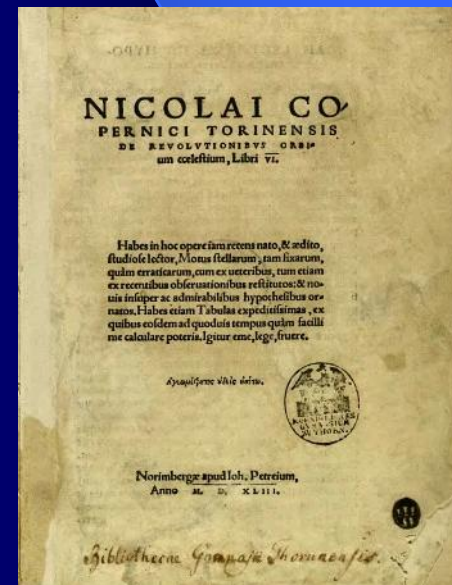 NICOLAI CO
PERNICI TORINENSIS
DE REVOLVTIONIBVS ORBI⸗
um cœlestium, Libri VI.
Habes in hoc opere iam recens nato, & ædito,
studiose lector, Motus stellarum, tam fixarum,
quàm erraticarum, cum ex ueteribus, tum etiam
ex recentibus obseruationibus restitutos: & no⸗
uis insuper ac admirabilibus hypothesibus or⸗
natos. Habes etiam Tabulas expeditissimas, ex
quibus eosdem ad quoduis tempus quàm facilli
me calculare poteris. Igitur eme, lege, fruere.
Norimbergæ apud Ioh. Petreium,
Anno M. D. XLIII.
Bibliothecae Gymnasii Thorunensis.